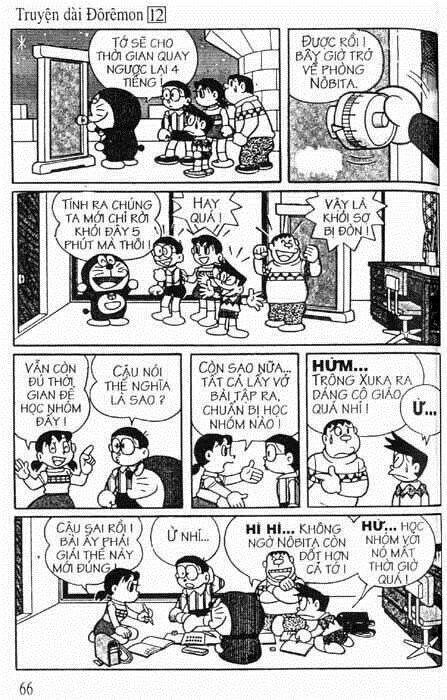 Truyện dài Đôrêmon 12
TỚ SẼ CHO
THỜI GIAN QUAY
NGƯỢC LẠI 4
TIẾNG !
ĐƯỢC RỒI !
BÂY GIỜ TRỞ
VỀ PHÒNG
NÔBITA.
TÍNH RA CHÚNG
TA MỚI CHỈ RỜI
KHỎI ĐÂY 5
PHÚT MÀ THÔI !
HAY
QUÁ !
VẬY LÀ
KHỎI SỢ
BỊ ĐÒN !
VẪN CÒN
ĐỦ THỜI
GIAN ĐỂ
HỌC NHÓM
ĐẤY !
CẬU NÓI
THẾ NGHĨA
LÀ SAO ?
CÒN SAO NỮA...
TẤT CẢ LẤY VỞ
BÀI TẬP RA,
CHUẨN BỊ HỌC
NHÓM NÀO !
HỪM...
TRÔNG XUKA RA
DÁNG CÔ GIÁO
QUÁ NHỈ !
Ừ...
CẬU SAI RỒI !
BÀI ẤY PHẢI
GIẢI THẾ NÀY
MỚI ĐÚNG !
Ừ NHỈ...
HÌ HÌ... KHÔNG
NGỜ NÔBITA CÒN
DỐT HƠN
CẢ TỚ !
HỪ... HỌC
NHÓM VỚI
NÓ MẤT
THỜI GIỜ
QUÁ !
66